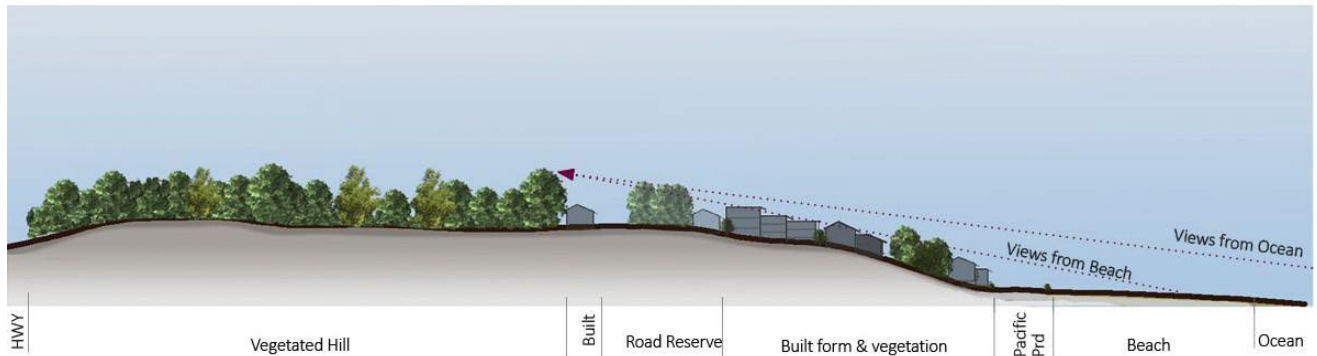 Views from Ocean
Views from Beach
HWY
Vegetated Hill
Built
Road Reserve
Built form & vegetation
Pacific
Prd
Beach
Ocean